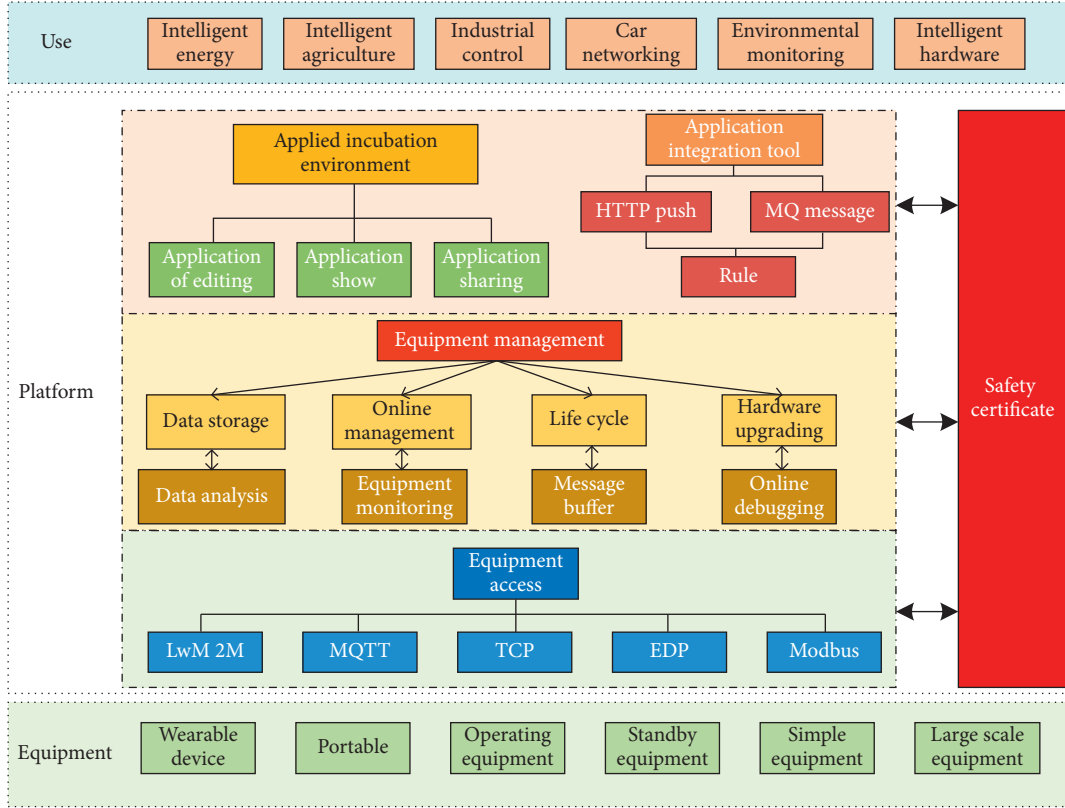 Use
Intelligent
energy
Intelligent
agriculture
Industrial
control
Car
networking
Environmental
monitoring
Intelligent
hardware
Platform
Applied incubation
environment
Application
of editing
Application
show
Application
sharing
Application
integration tool
HTTP push
MQ message
Rule
Equipment management
Data storage
Online
management
Life cycle
Hardware
upgrading
Data analysis
Equipment
monitoring
Message
buffer
Online
debugging
Equipment
access
LwM 2M
MQTT
TCP
EDP
Modbus
Safety
certificate
Equipment
Wearable
device
Portable
Operating
equipment
Standby
equipment
Simple
equipment
Large scale
equipment